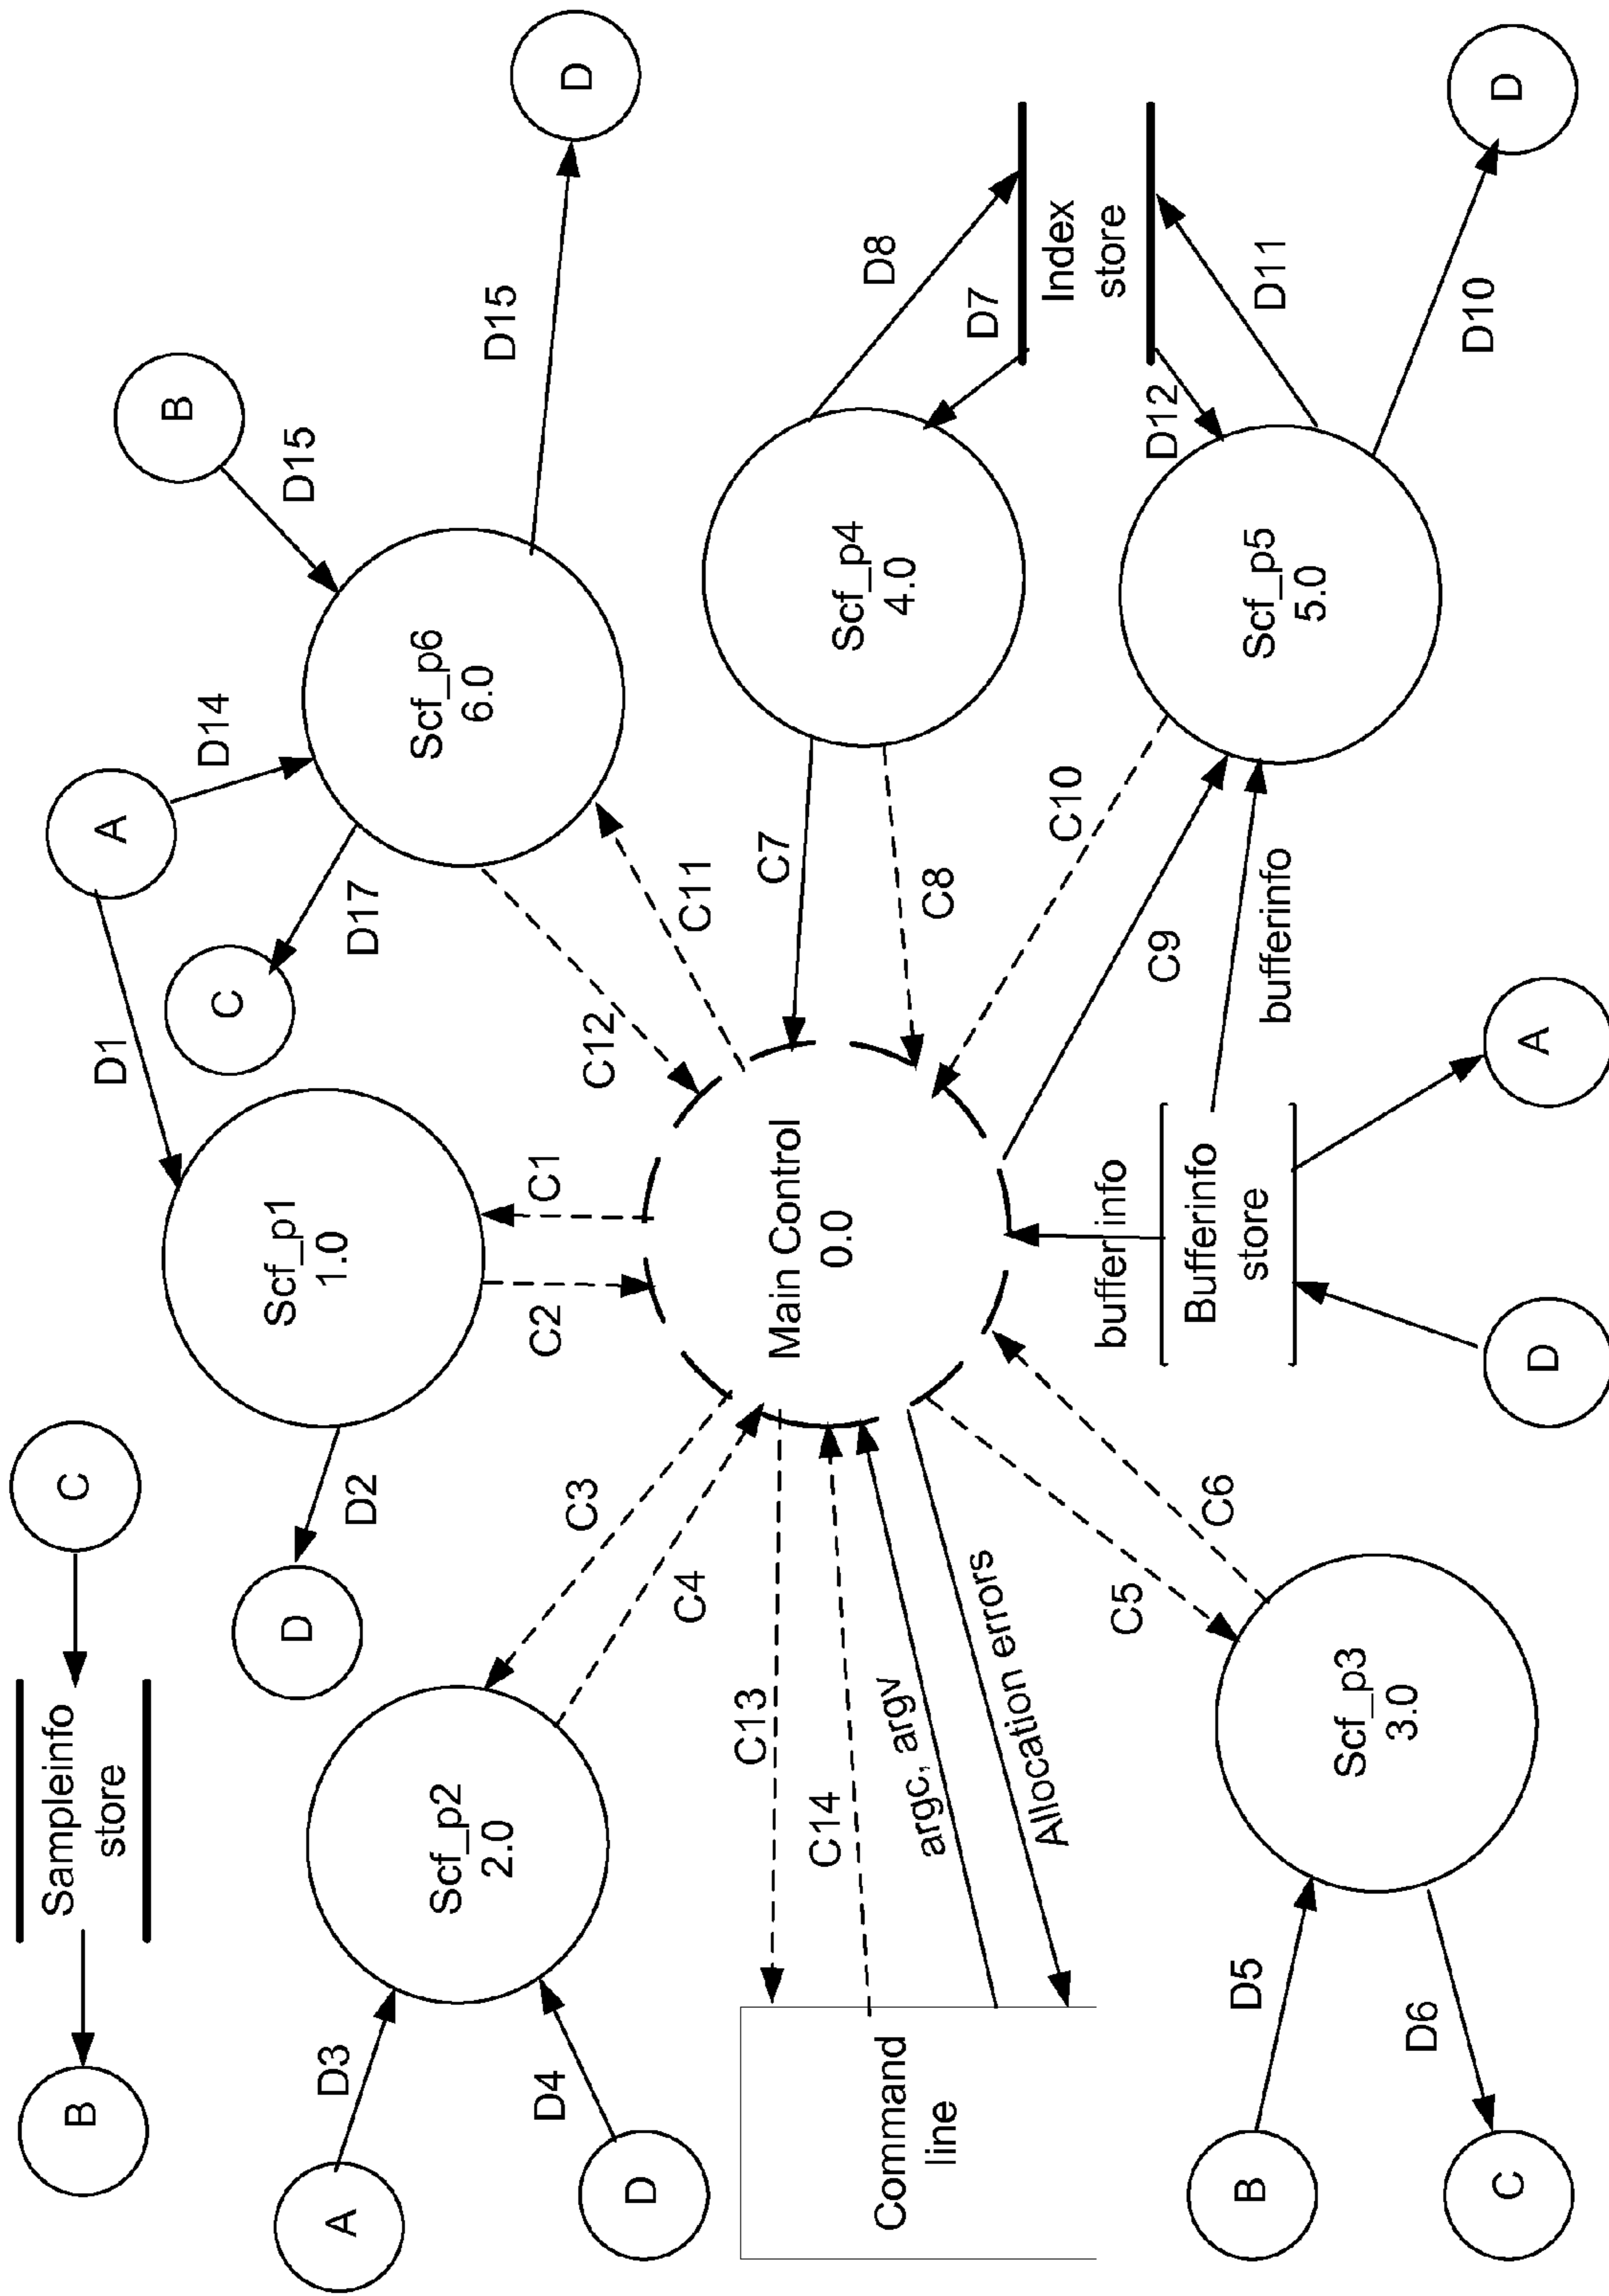 B
Sampleinfo
store
C
A
D3
D4
D
Scf_p2
2.0
D
D2
Scf_p1
1.0
D1
A
C
D17
D14
B
D15
Scf_p6
6.0
D15
D
C3
C4
C2
C1
C12
C11
Command
line
C13
C14
argc, argv
Allocation errors
Main Control
0.0
C7
C8
Scf_p4
4.0
D8
D7
Index
store
B
D5
D6
C
Scf_p3
3.0
C5
C6
buffer info
Bufferinfo
store
D
A
C9
bufferinfo
C10
Scf_p5
5.0
D12
D11
D10
D